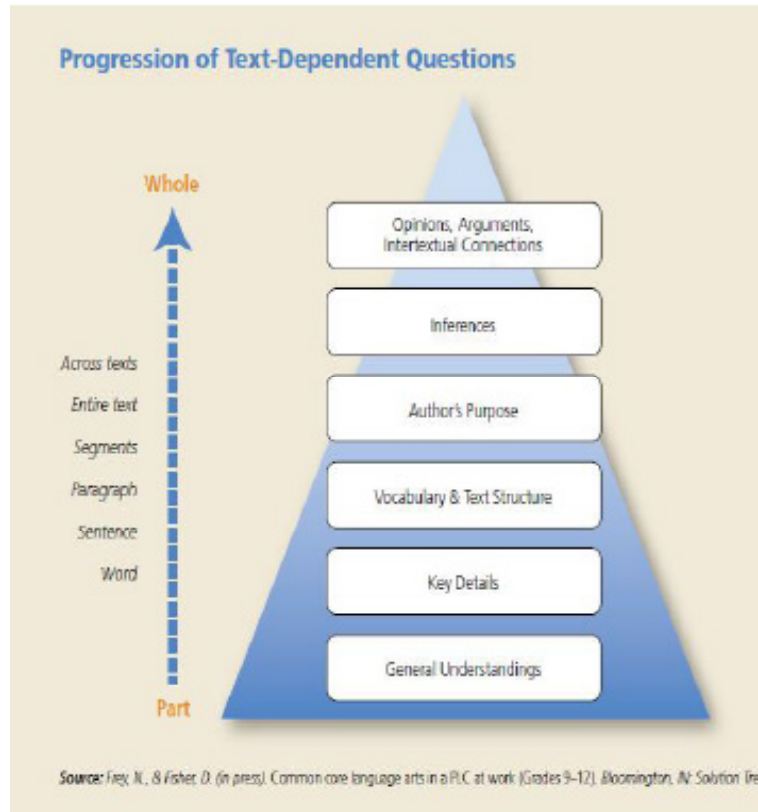 Progression of Text-Dependent Questions
Whole
Opinions, Arguments,
Intertextual Connections
Inferences
Across texts
Entire text
Author's Purpose
Segments
Paragraph
Vocabulary & Text Structure
Sentence
Word
Key Details
General Understandings
Part
Source: Frey, N., & Fisher, D. (in press). Common core language arts in a PLC at work (Grades 9–12). Bloomington, IN: Solution Tre